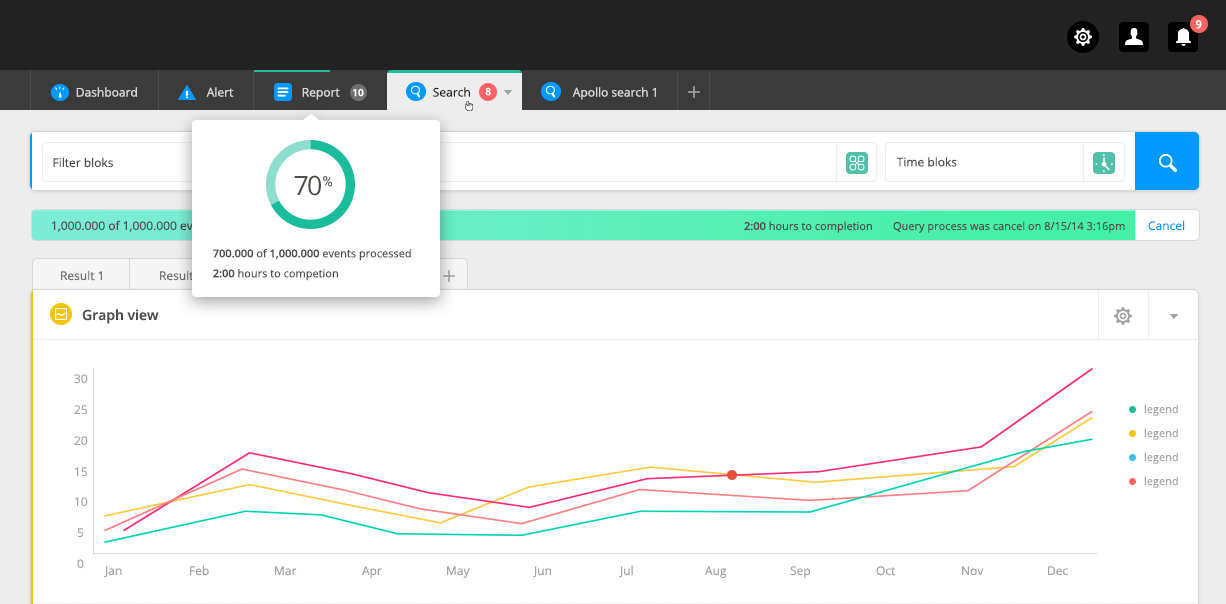 9
Dashboard
Alert
Report 10
Search 8
Apollo search 1
+
Filter bloks
Time bloks
70%
700.000 of 1,000.000 events processed
2:00 hours to competion
1,000.000 of 1,000.000 ev
2:00 hours to completion
Query process was cancel on 8/15/14 3:16pm
Cancel
Result 1
Result
+
Graph view
30
25
20
15
10
5
0
Jan Feb Mar Apr May Jun Jul Aug Sep Oct Nov Dec
legend
legend
legend
legend